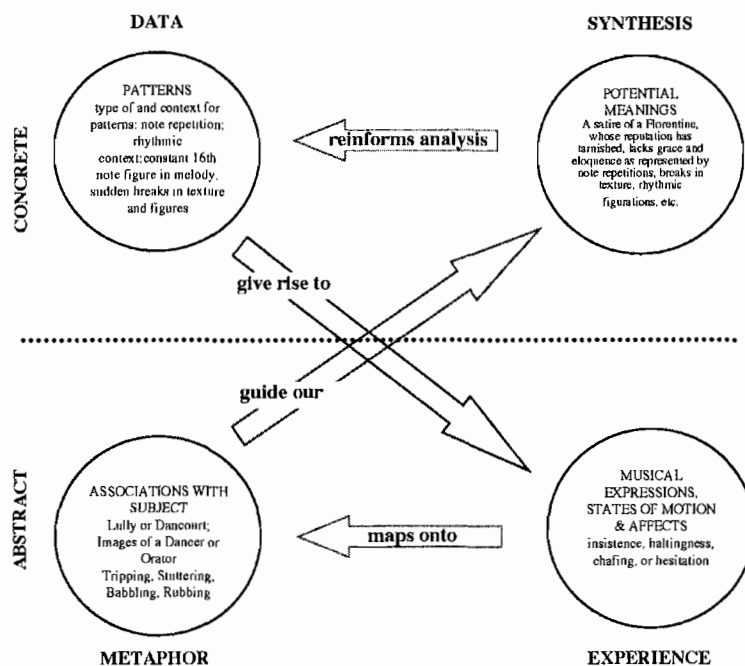 DATA
SYNTHESIS
CONCRETE
PATTERNS
type of and context for
patterns: note repetition;
rhythmic
context;constant 16th
note figure in melody,
sudden breaks in texture
and figures
reinforms analysis
POTENTIAL
MEANINGS
A satire of a Florentine,
whose reputation has
tarnished, lacks grace and
eloquence as represented by
note repetitions, breaks in
texture, rhythmic
figurations, etc.
give rise to
guide our
ABSTRACT
ASSOCIATIONS WITH
SUBJECT
Lully or Dancourt;
Images of a Dancer or
Orator
Tripping, Stuttering,
Babbling, Rubbing
maps onto
MUSICAL
EXPRESSIONS,
STATES OF MOTION
& AFFECTS
insistence, haltingness,
chafing, or hesitation
METAPHOR
EXPERIENCE